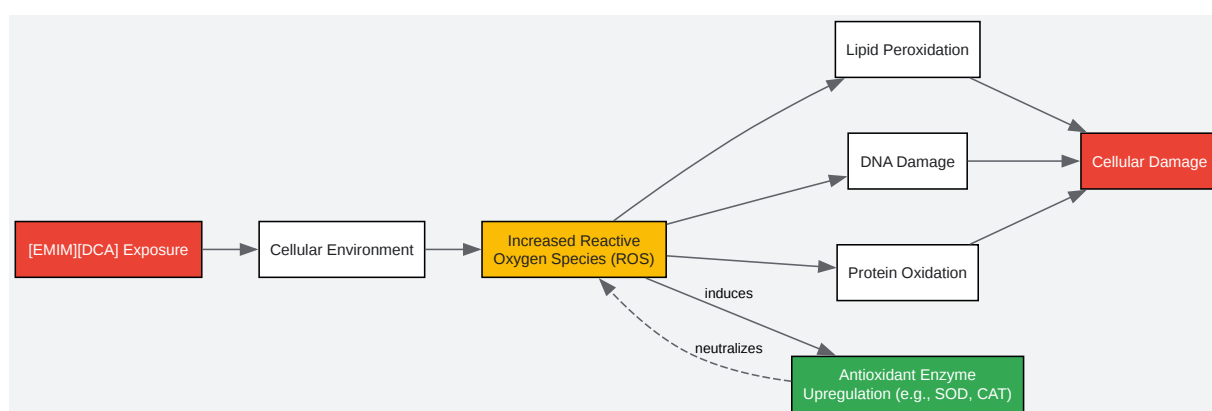 Lipid Peroxidation
DNA Damage
Cellular Damage
[EMIM][DCA] Exposure
Cellular Environment
Increased Reactive
Oxygen Species (ROS)
Protein Oxidation
induces
neutralizes
Antioxidant Enzyme
Upregulation (e.g., SOD, CAT)